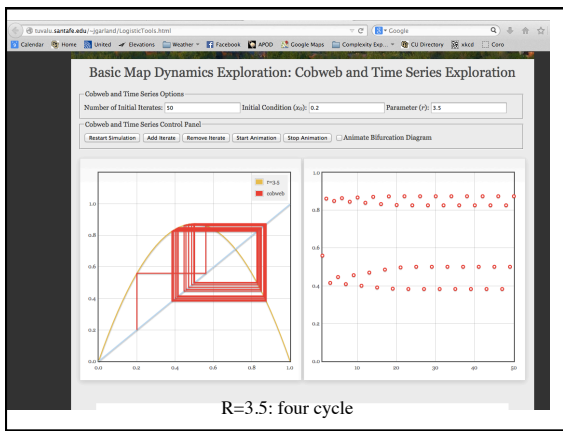 tuvalu.santafe.edu/~jgarland/LogisticTools.html
Google
Calendar Home United Elevations Weather Facebook APOD Google Maps Complexity Exp... CU Directory xkcd Coro
Basic Map Dynamics Exploration: Cobweb and Time Series Exploration
Cobweb and Time Series Options
Number of Initial Iterates: 50 Initial Condition (x₀): 0.2 Parameter (r): 3.5
Cobweb and Time Series Control Panel
Restart Simulation Add Iterate Remove Iterate Start Animation Stop Animation Animate Bifurcation Diagram
r=3.5
cobweb
1.0
0.8
0.6
0.4
0.2
0.0
0.0 0.2 0.4 0.6 0.8 1.0
1.0
0.8
0.6
0.4
0.2
0.0
10 20 30 40 50
R=3.5: four cycle